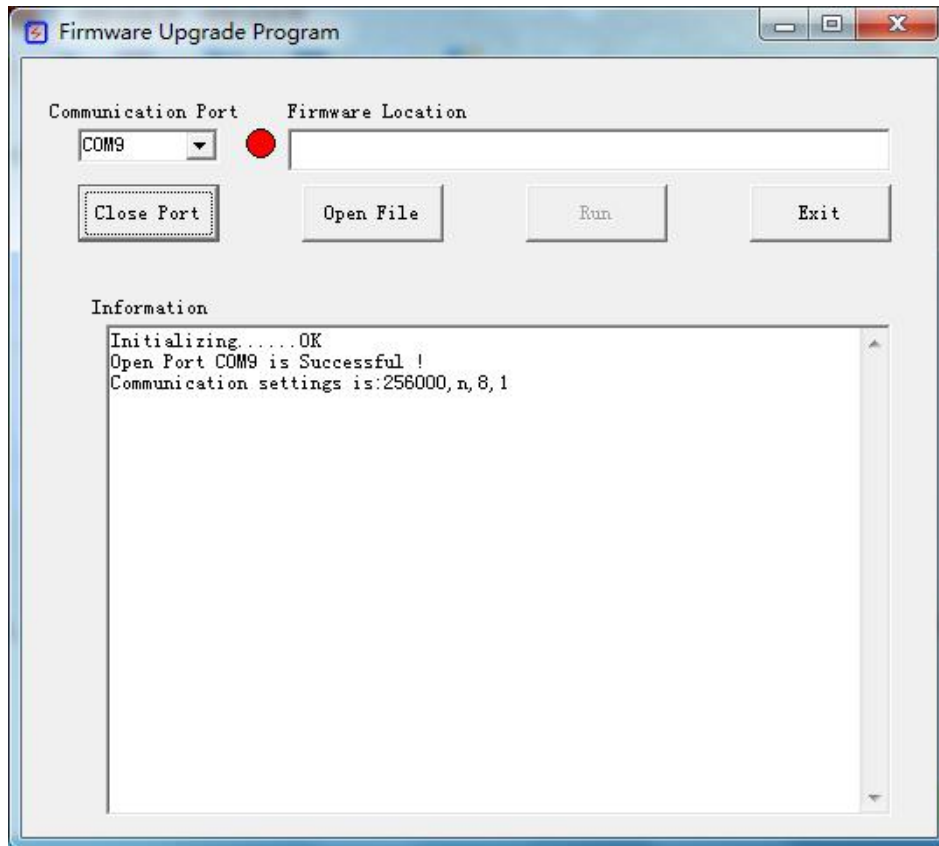 Firmware Upgrade Program
Communication Port Firmware Location
COM9
Close Port Open File Run Exit
Information
Initializing......OK
Open Port COM9 is Successful !
Communication settings is:256000,n,8,1